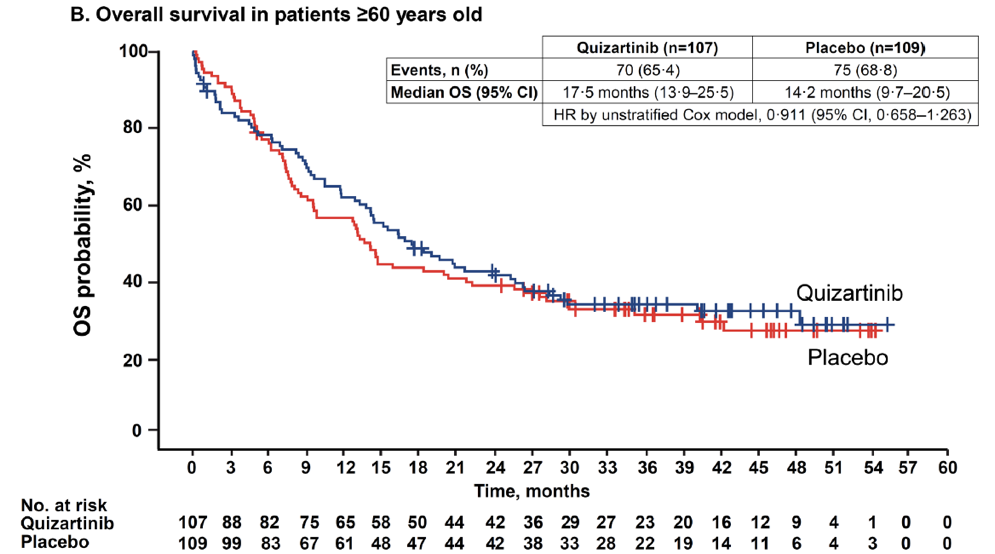 B. Overall survival in patients ≥60 years old
Quizartinib (n=107) Placebo (n=109)
Events, n (%) 70 (65·4) 75 (68·8)
Median OS (95% CI) 17·5 months (13·9–25·5) 14·2 months (9·7–20·5)
HR by unstratified Cox model, 0·911 (95% CI, 0·658–1·263)
OS probability, %
100
80
60
40
20
0
Quizartinib
Placebo
0 3 6 9 12 15 18 21 24 27 30 33 36 39 42 45 48 51 54 57 60
Time, months
No. at risk
Quizartinib 107 88 82 75 65 58 50 44 42 36 29 27 23 20 16 12 9 4 1 0 0
Placebo 109 99 83 67 61 48 47 44 42 38 33 28 22 19 14 11 6 4 3 0 0